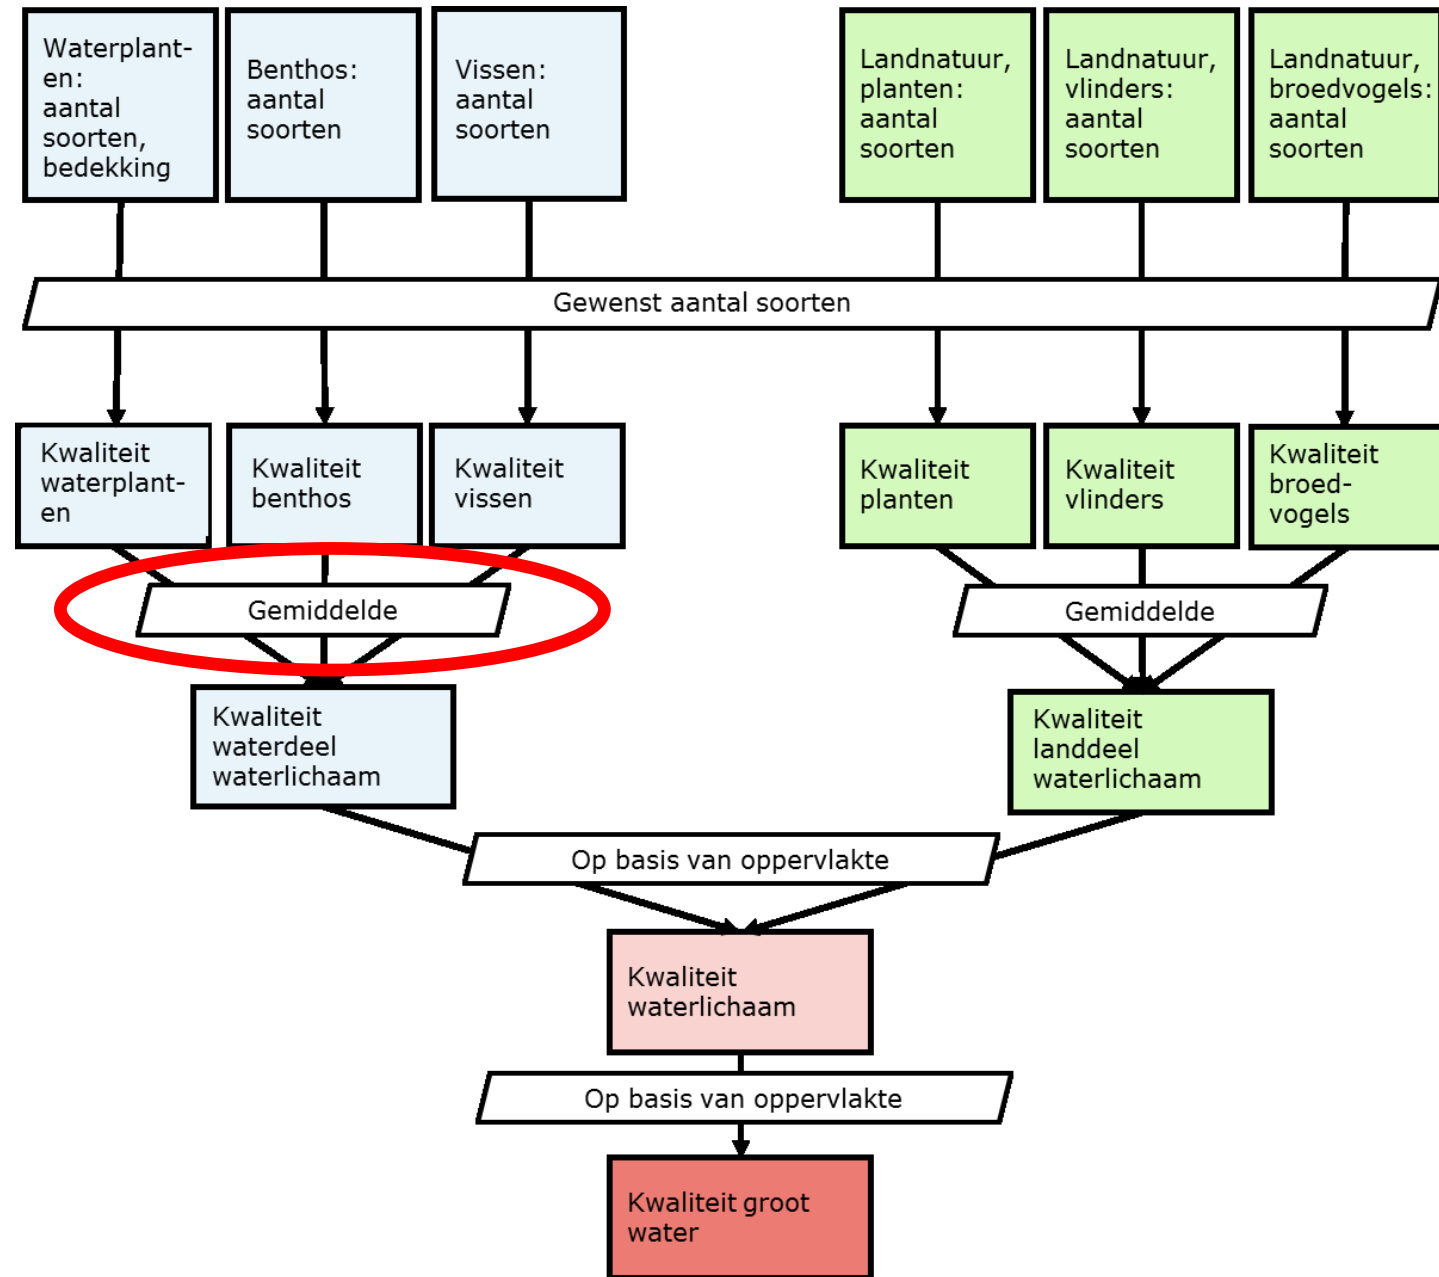 Waterplant-
en:
aantal
soorten,
bedekking
Benthos:
aantal
soorten
Vissen:
aantal
soorten
Landnatuur,
planten:
aantal
soorten
Landnatuur,
vlinders:
aantal
soorten
Landnatuur,
broedvogels:
aantal
soorten
Gewenst aantal soorten
Kwaliteit
waterplant-
en
Kwaliteit
benthos
Kwaliteit
vissen
Kwaliteit
planten
Kwaliteit
vlinders
Kwaliteit
broed-
vogels
Gemiddelde
Gemiddelde
Kwaliteit
waterdeel
waterlichaam
Kwaliteit
landdeel
waterlichaam
Op basis van oppervlakte
Kwaliteit
waterlichaam
Op basis van oppervlakte
Kwaliteit groot
water